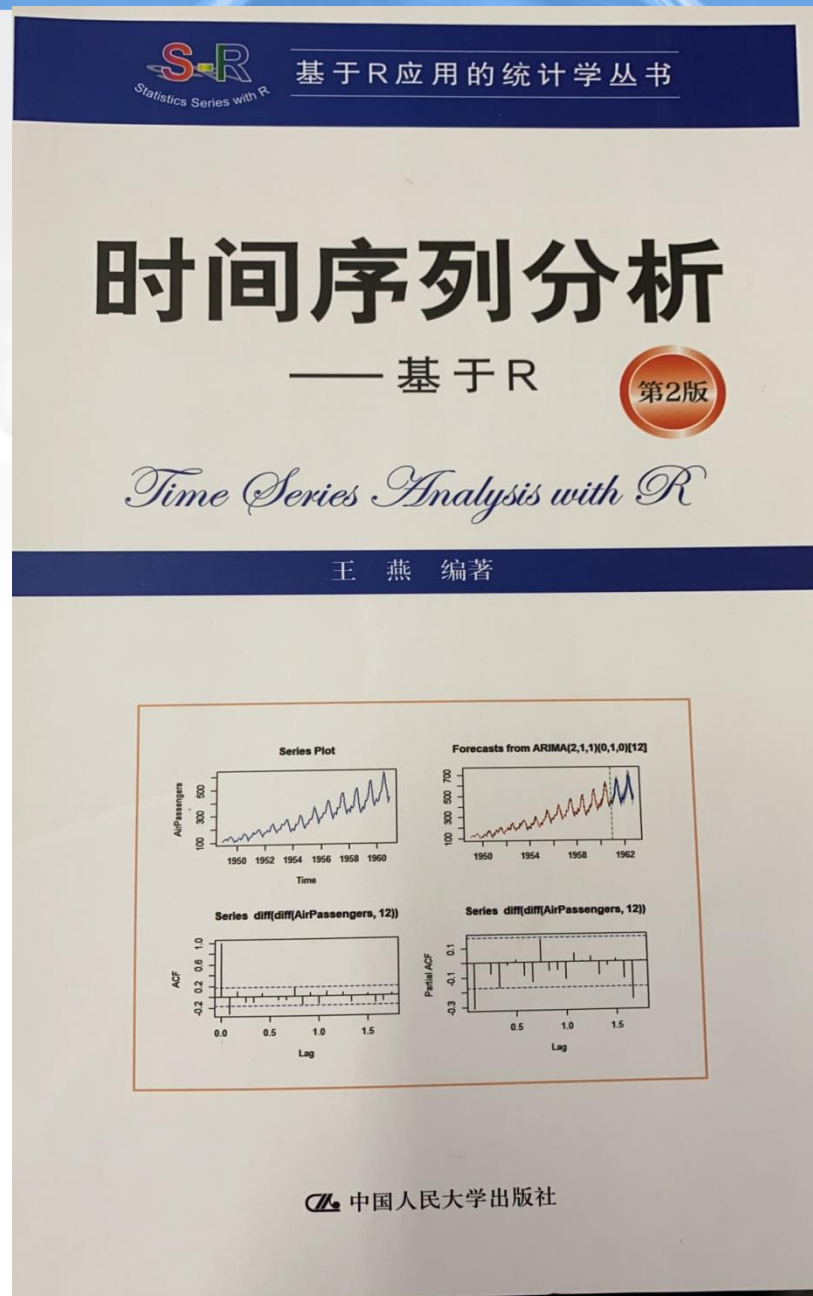 S-R
Statistics Series with R
基于R应用的统计学丛书
时间序列分析
——基于R
第2版
Time Series Analysis with R
王 燕 编著
Series Plot
AirPassengers
100 300 500
1950 1952 1954 1956 1958 1960
Time
Forecasts from ARIMA(2,1,1)(0,1,0)[12]
100 300 500 700
1950 1954 1958 1962
Series diff(diff(AirPassengers, 12))
ACF
-0.2 0.2 0.6 1.0
0.0 0.5 1.0 1.5
Lag
Series diff(diff(AirPassengers, 12))
Partial ACF
-0.3 -0.1 0.1
0.5 1.0 1.5
Lag
中国人民大学出版社